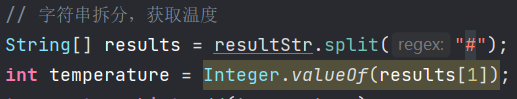 // 字符串拆分，获取温度
String[] results = resultStr.split( regex: "#");
int temperature = Integer.valueOf(results[1]);